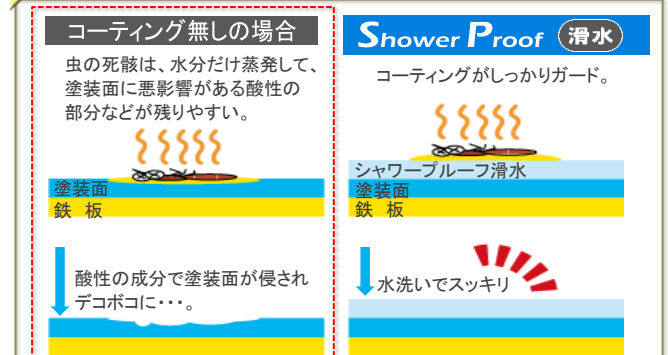 コーティング無しの場合
虫の死骸は、水分だけ蒸発して、
塗装面に悪影響がある酸性の
部分などが残りやすい。
塗装面
鉄 板
酸性の成分で塗装面が侵され
デコボコに・・・。
Shower Proof 滑水
コーティングがしっかりガード。
シャワープルーフ滑水
塗装面
鉄 板
水洗いでスッキリ